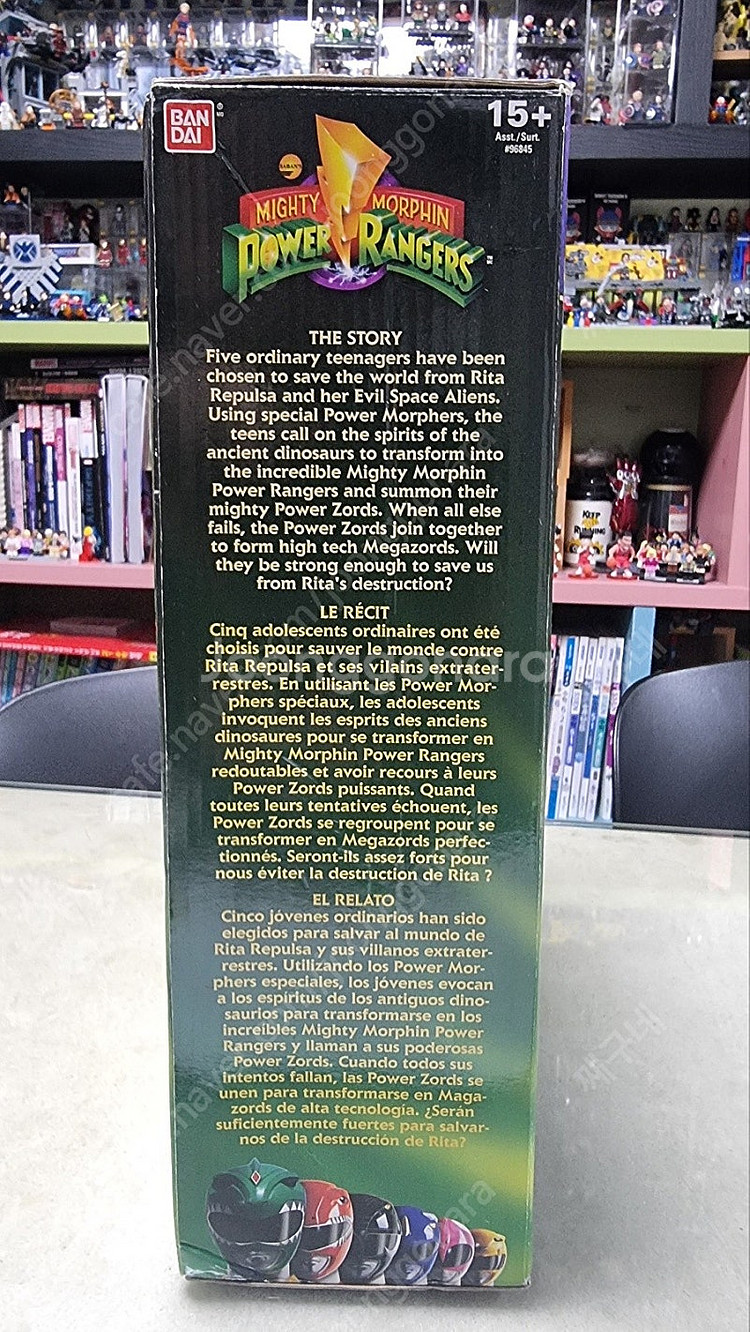 BAN
DAI
15+
Asst./Surt.
#96845
SABAN'S
MIGHTY MORPHIN
POWER RANGERS
THE STORY
Five ordinary teenagers have been
chosen to save the world from Rita
Repulsa and her Evil Space Aliens.
Using special Power Morphers, the
teens call on the spirits of the
ancient dinosaurs to transform into
the incredible Mighty Morphin
Power Rangers and summon their
mighty Power Zords. When all else
fails, the Power Zords join together
to form high tech Megazords. Will
they be strong enough to save us
from Rita's destruction?
LE RÉCIT
Cinq adolescents ordinaires ont été
choisis pour sauver le monde contre
Rita Repulsa et ses vilains extrater-
restres. En utilisant les Power Mor-
phers spéciaux, les adolescents
invoquent les esprits des anciens
dinosaures pour se transformer en
Mighty Morphin Power Rangers
redoutables et avoir recours à leurs
Power Zords puissants. Quand
toutes leurs tentatives échouent, les
Power Zords se regroupent pour se
transformer en Megazords perfec-
tionnés. Seront-ils assez forts pour
nous éviter la destruction de Rita ?
EL RELATO
Cinco jóvenes ordinarios han sido
elegidos para salvar al mundo de
Rita Repulsa y sus villanos extrater-
restres. Utilizando los Power Mor-
phers especiales, los jóvenes evocan
a los espíritus de los antiguos dino-
saurios para transformarse en los
increíbles Mighty Morphin Power
Rangers y llaman a sus poderosas
Power Zords. Cuando todos sus
intentos fallan, las Power Zords se
unen para transformarse en Maga-
zords de alta tecnología. ¿Serán
suficientemente fuertes para salvar-
nos de la destrucción de Rita?
KEEP
RUNNING